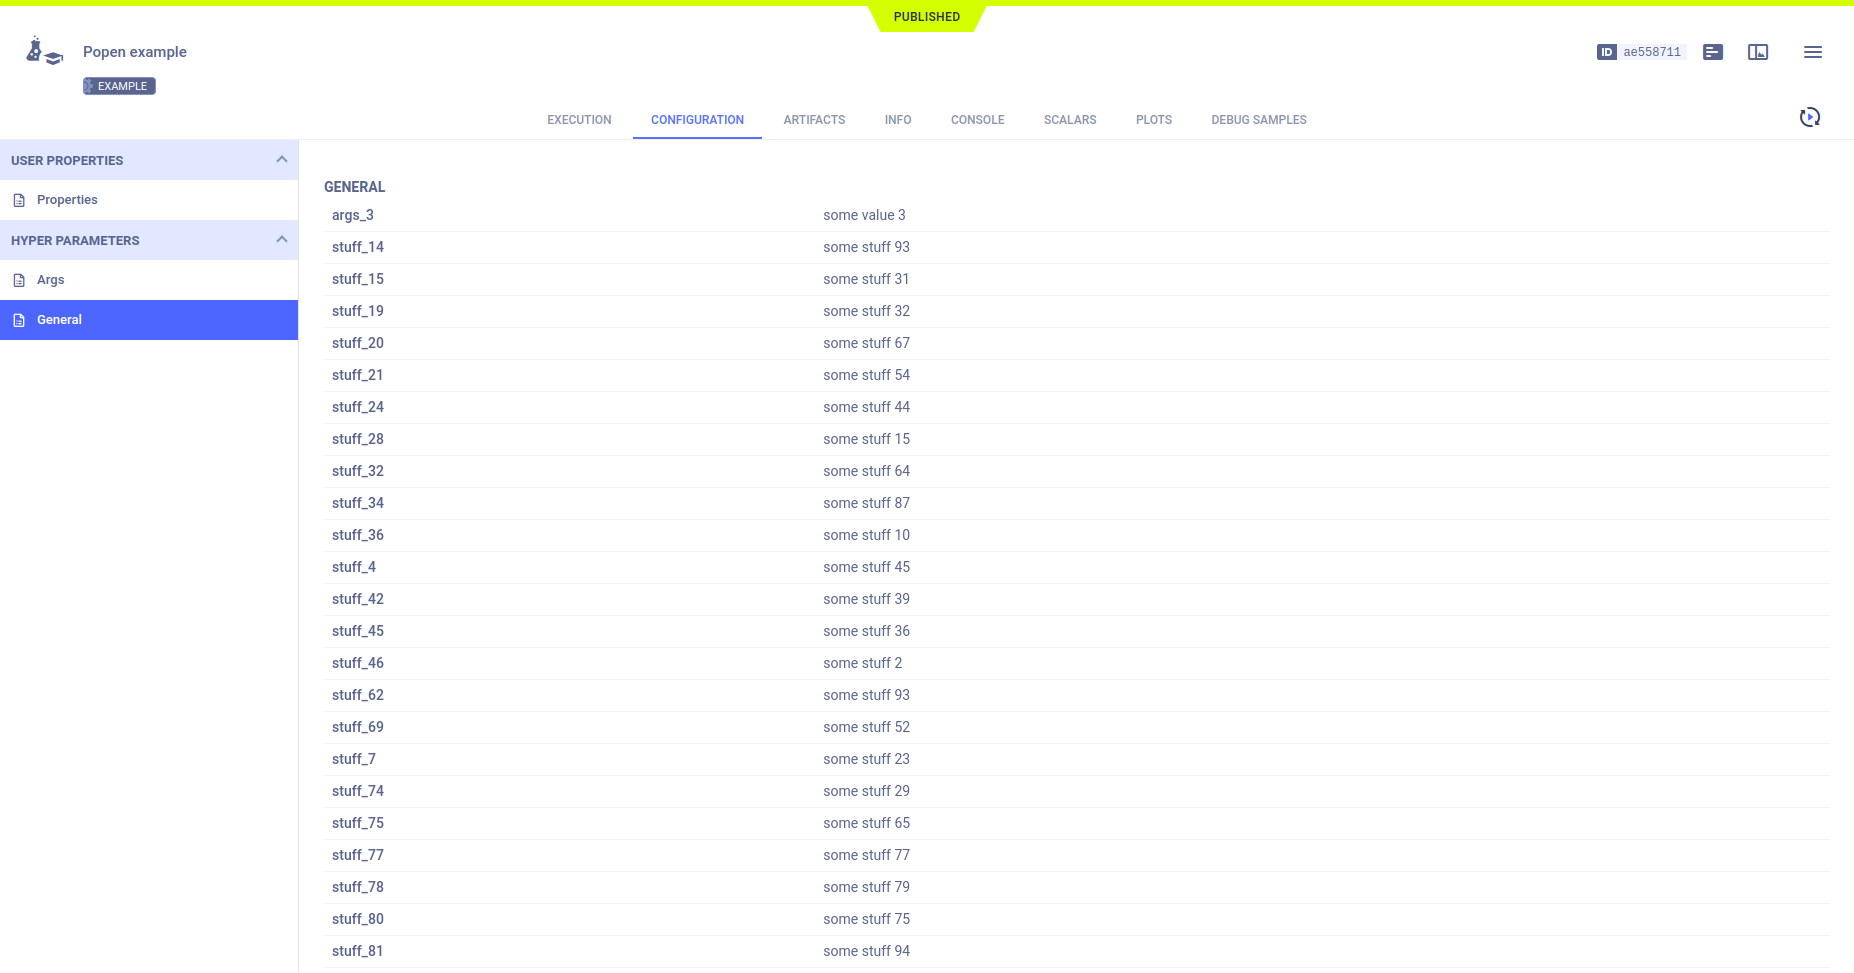 PUBLISHED
Popen example
ID ae558711
EXAMPLE
EXECUTION CONFIGURATION ARTIFACTS INFO CONSOLE SCALARS PLOTS DEBUG SAMPLES
USER PROPERTIES
Properties
HYPER PARAMETERS
Args
General
GENERAL
args_3 some value 3
stuff_14 some stuff 93
stuff_15 some stuff 31
stuff_19 some stuff 32
stuff_20 some stuff 67
stuff_21 some stuff 54
stuff_24 some stuff 44
stuff_28 some stuff 15
stuff_32 some stuff 64
stuff_34 some stuff 87
stuff_36 some stuff 10
stuff_4 some stuff 45
stuff_42 some stuff 39
stuff_45 some stuff 36
stuff_46 some stuff 2
stuff_62 some stuff 93
stuff_69 some stuff 52
stuff_7 some stuff 23
stuff_74 some stuff 29
stuff_75 some stuff 65
stuff_77 some stuff 77
stuff_78 some stuff 79
stuff_80 some stuff 75
stuff_81 some stuff 94